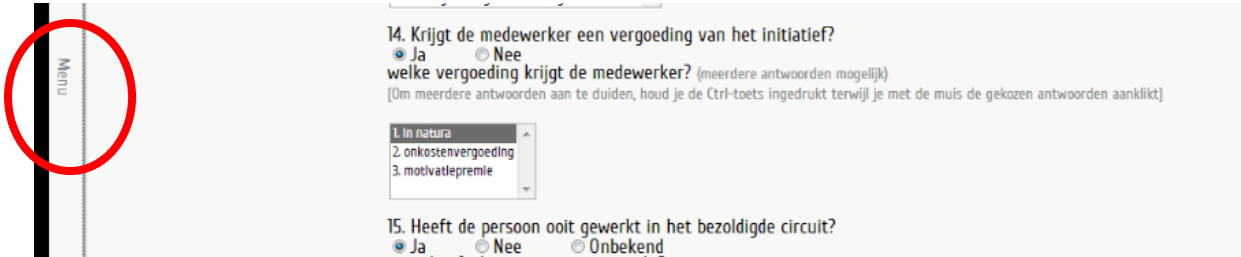 Menu
14. Krijgt de medewerker een vergoeding van het initiatief?
Ja Nee
welke vergoeding krijgt de medewerker? (meerdere antwoorden mogelijk)
[Om meerdere antwoorden aan te duiden, houd je de Ctrl-toets ingedrukt terwijl je met de muis de gekozen antwoorden aanklikt]
1. In natura
2. onkostenvergoeding
3. motivatiepremie
15. Heeft de persoon ooit gewerkt in het bezoldigde circuit?
Ja Nee Onbekend